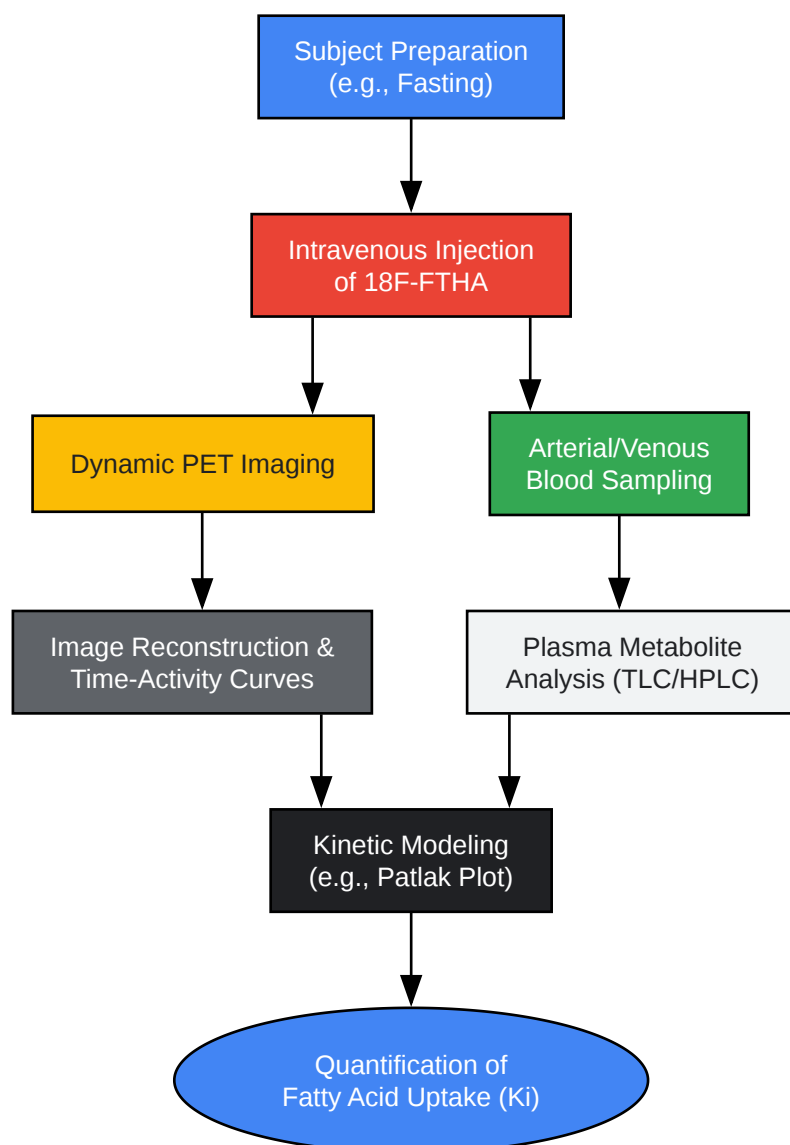 Subject Preparation
(e.g., Fasting)
Intravenous Injection
of 18F-FTHA
Dynamic PET Imaging
Arterial/Venous
Blood Sampling
Image Reconstruction &
Time-Activity Curves
Plasma Metabolite
Analysis (TLC/HPLC)
Kinetic Modeling
(e.g., Patlak Plot)
Quantification of
Fatty Acid Uptake (Ki)